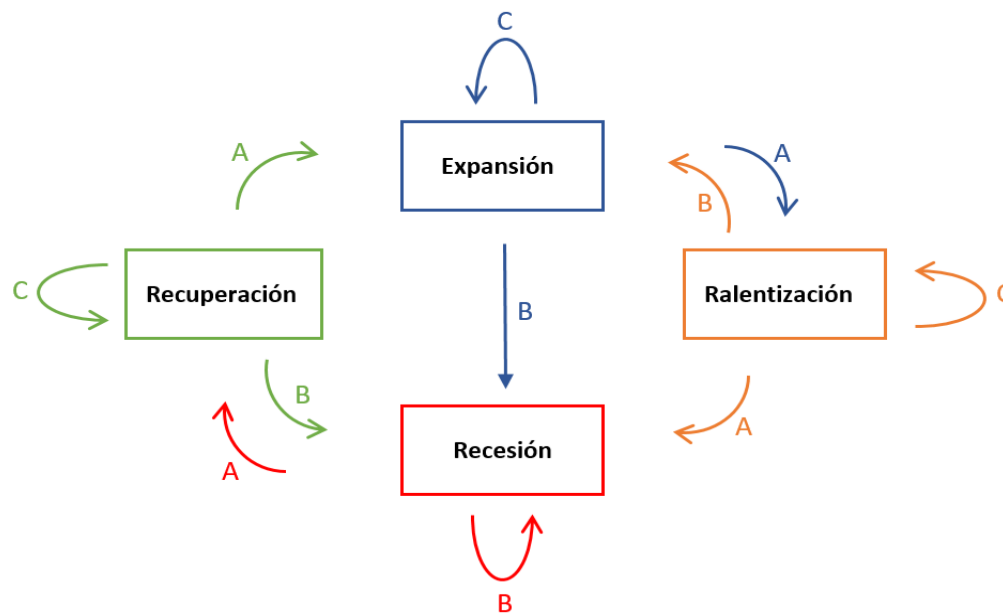 C
Expansión
A
A
B
C
Recuperación
Ralentización
C
B
B
A
A
Recesión
B